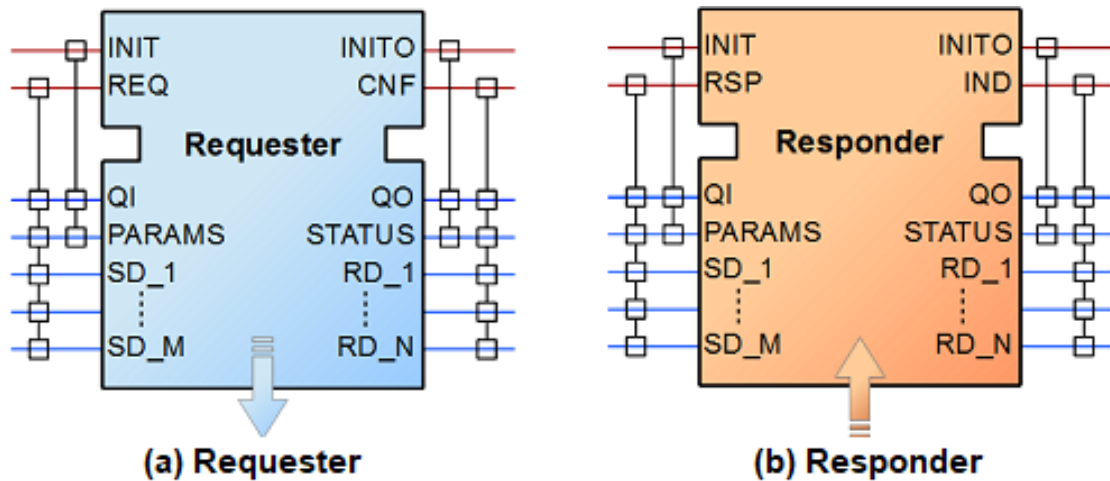 INIT INITO
REQ CNF
Requester
QI QO
PARAMS STATUS
SD_1 RD_1
SD_M RD_N
(a) Requester
INIT INITO
RSP IND
Responder
QI QO
PARAMS STATUS
SD_1 RD_1
SD_M RD_N
(b) Responder